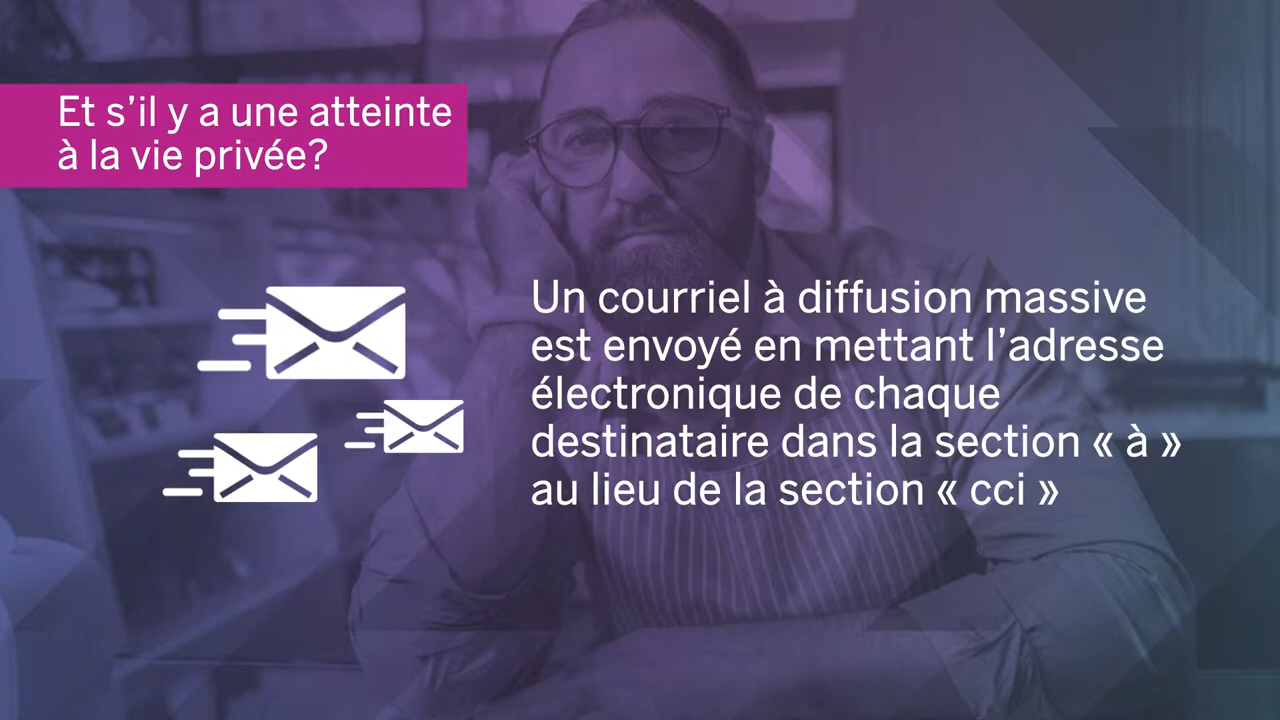 Et s’il y a une atteinte
à la vie privée?
Un courriel à diffusion massive
est envoyé en mettant l’adresse
électronique de chaque
destinataire dans la section « à »
au lieu de la section « cci »